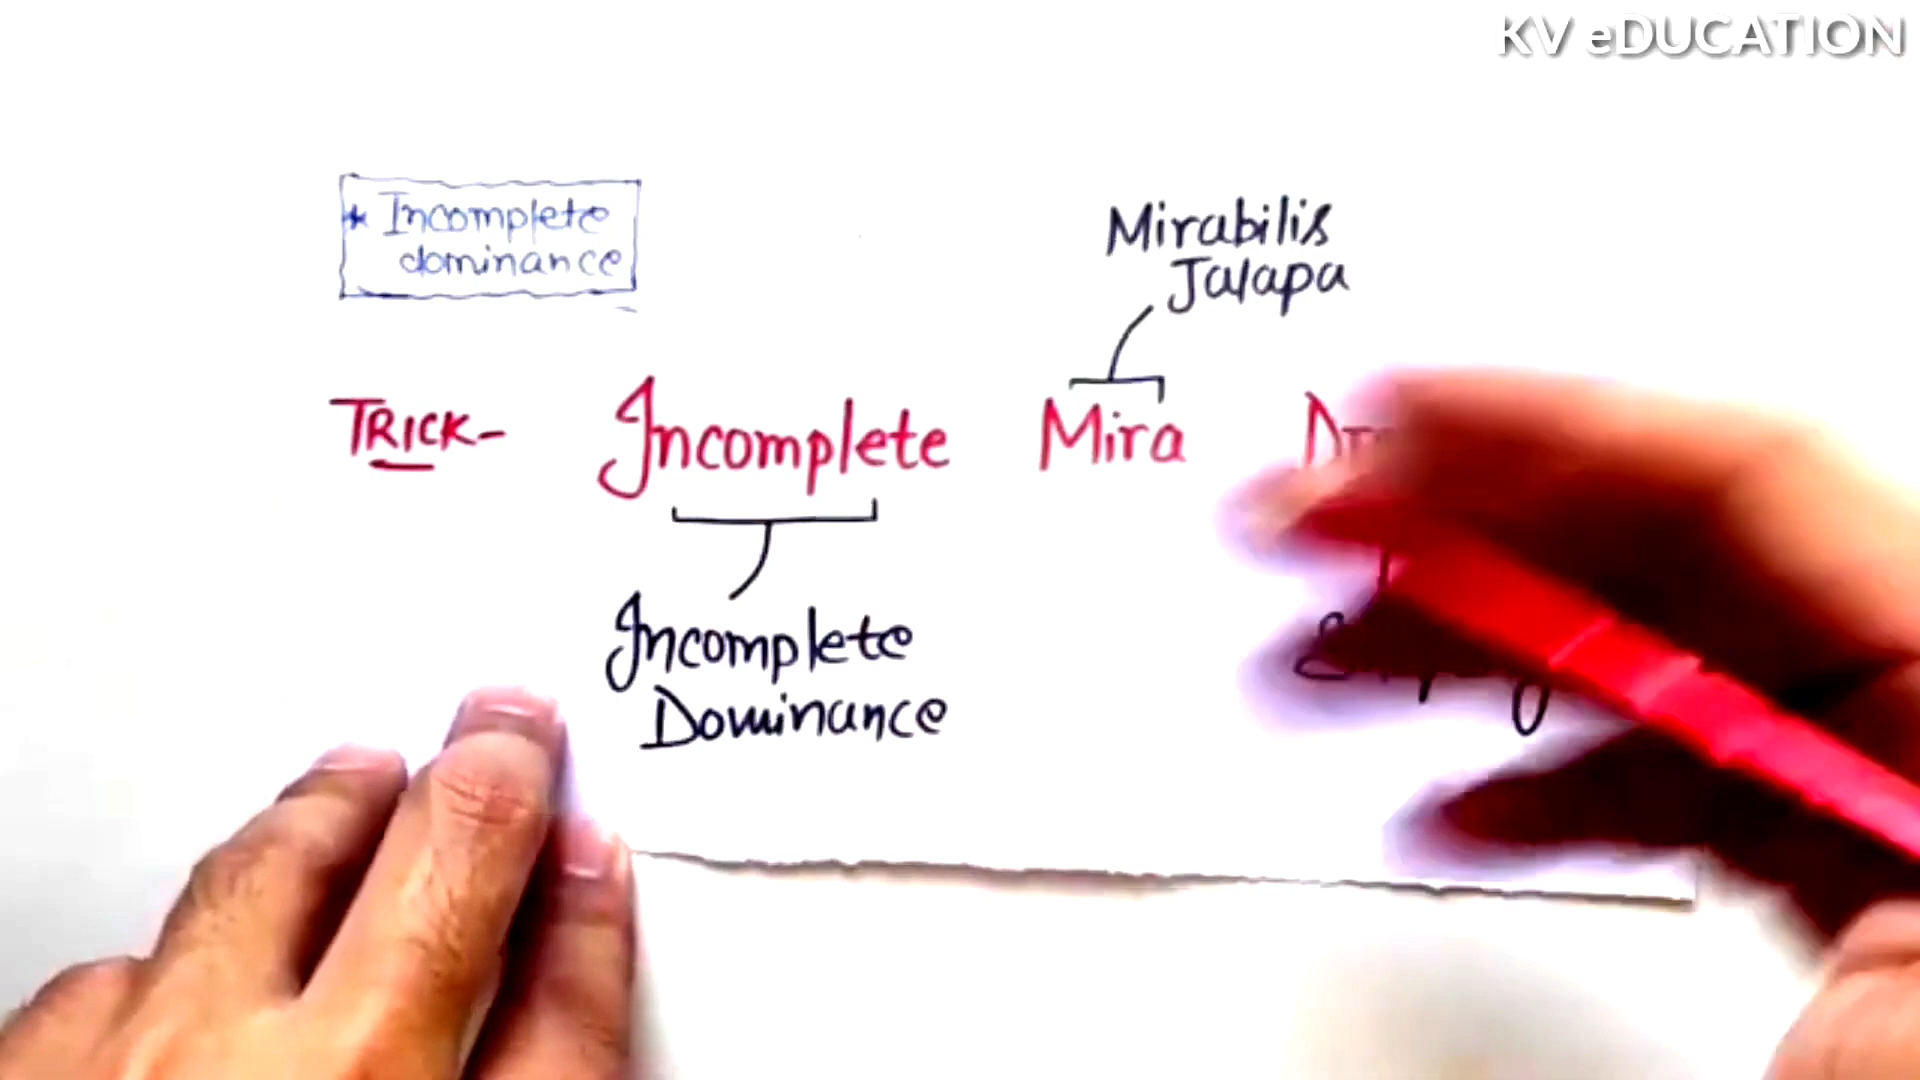 KV eDUCATION
* Incomplete
dominance
Mirabilis
Jalapa
TRICK- Incomplete Mira
Incomplete
Dominance